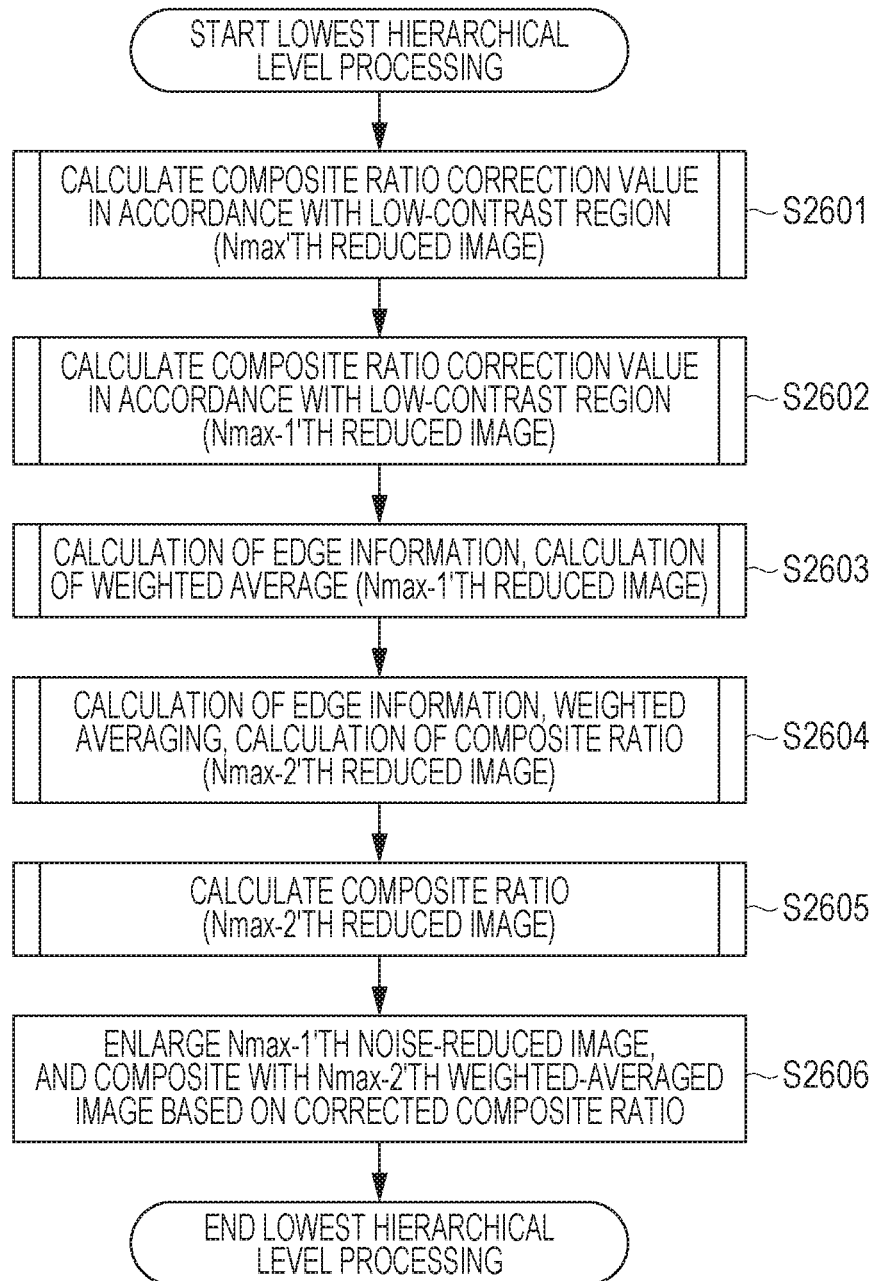 START LOWEST HIERARCHICAL
LEVEL PROCESSING
CALCULATE COMPOSITE RATIO CORRECTION VALUE
IN ACCORDANCE WITH LOW-CONTRAST REGION
(Nmax'TH REDUCED IMAGE)
S2601
CALCULATE COMPOSITE RATIO CORRECTION VALUE
IN ACCORDANCE WITH LOW-CONTRAST REGION
(Nmax-1'TH REDUCED IMAGE)
S2602
CALCULATION OF EDGE INFORMATION, CALCULATION
OF WEIGHTED AVERAGE (Nmax-1'TH REDUCED IMAGE)
S2603
CALCULATION OF EDGE INFORMATION, WEIGHTED
AVERAGING, CALCULATION OF COMPOSITE RATIO
(Nmax-2'TH REDUCED IMAGE)
S2604
CALCULATE COMPOSITE RATIO
(Nmax-2'TH REDUCED IMAGE)
S2605
ENLARGE Nmax-1'TH NOISE-REDUCED IMAGE,
AND COMPOSITE WITH Nmax-2'TH WEIGHTED-AVERAGED
IMAGE BASED ON CORRECTED COMPOSITE RATIO
S2606
END LOWEST HIERARCHICAL
LEVEL PROCESSING